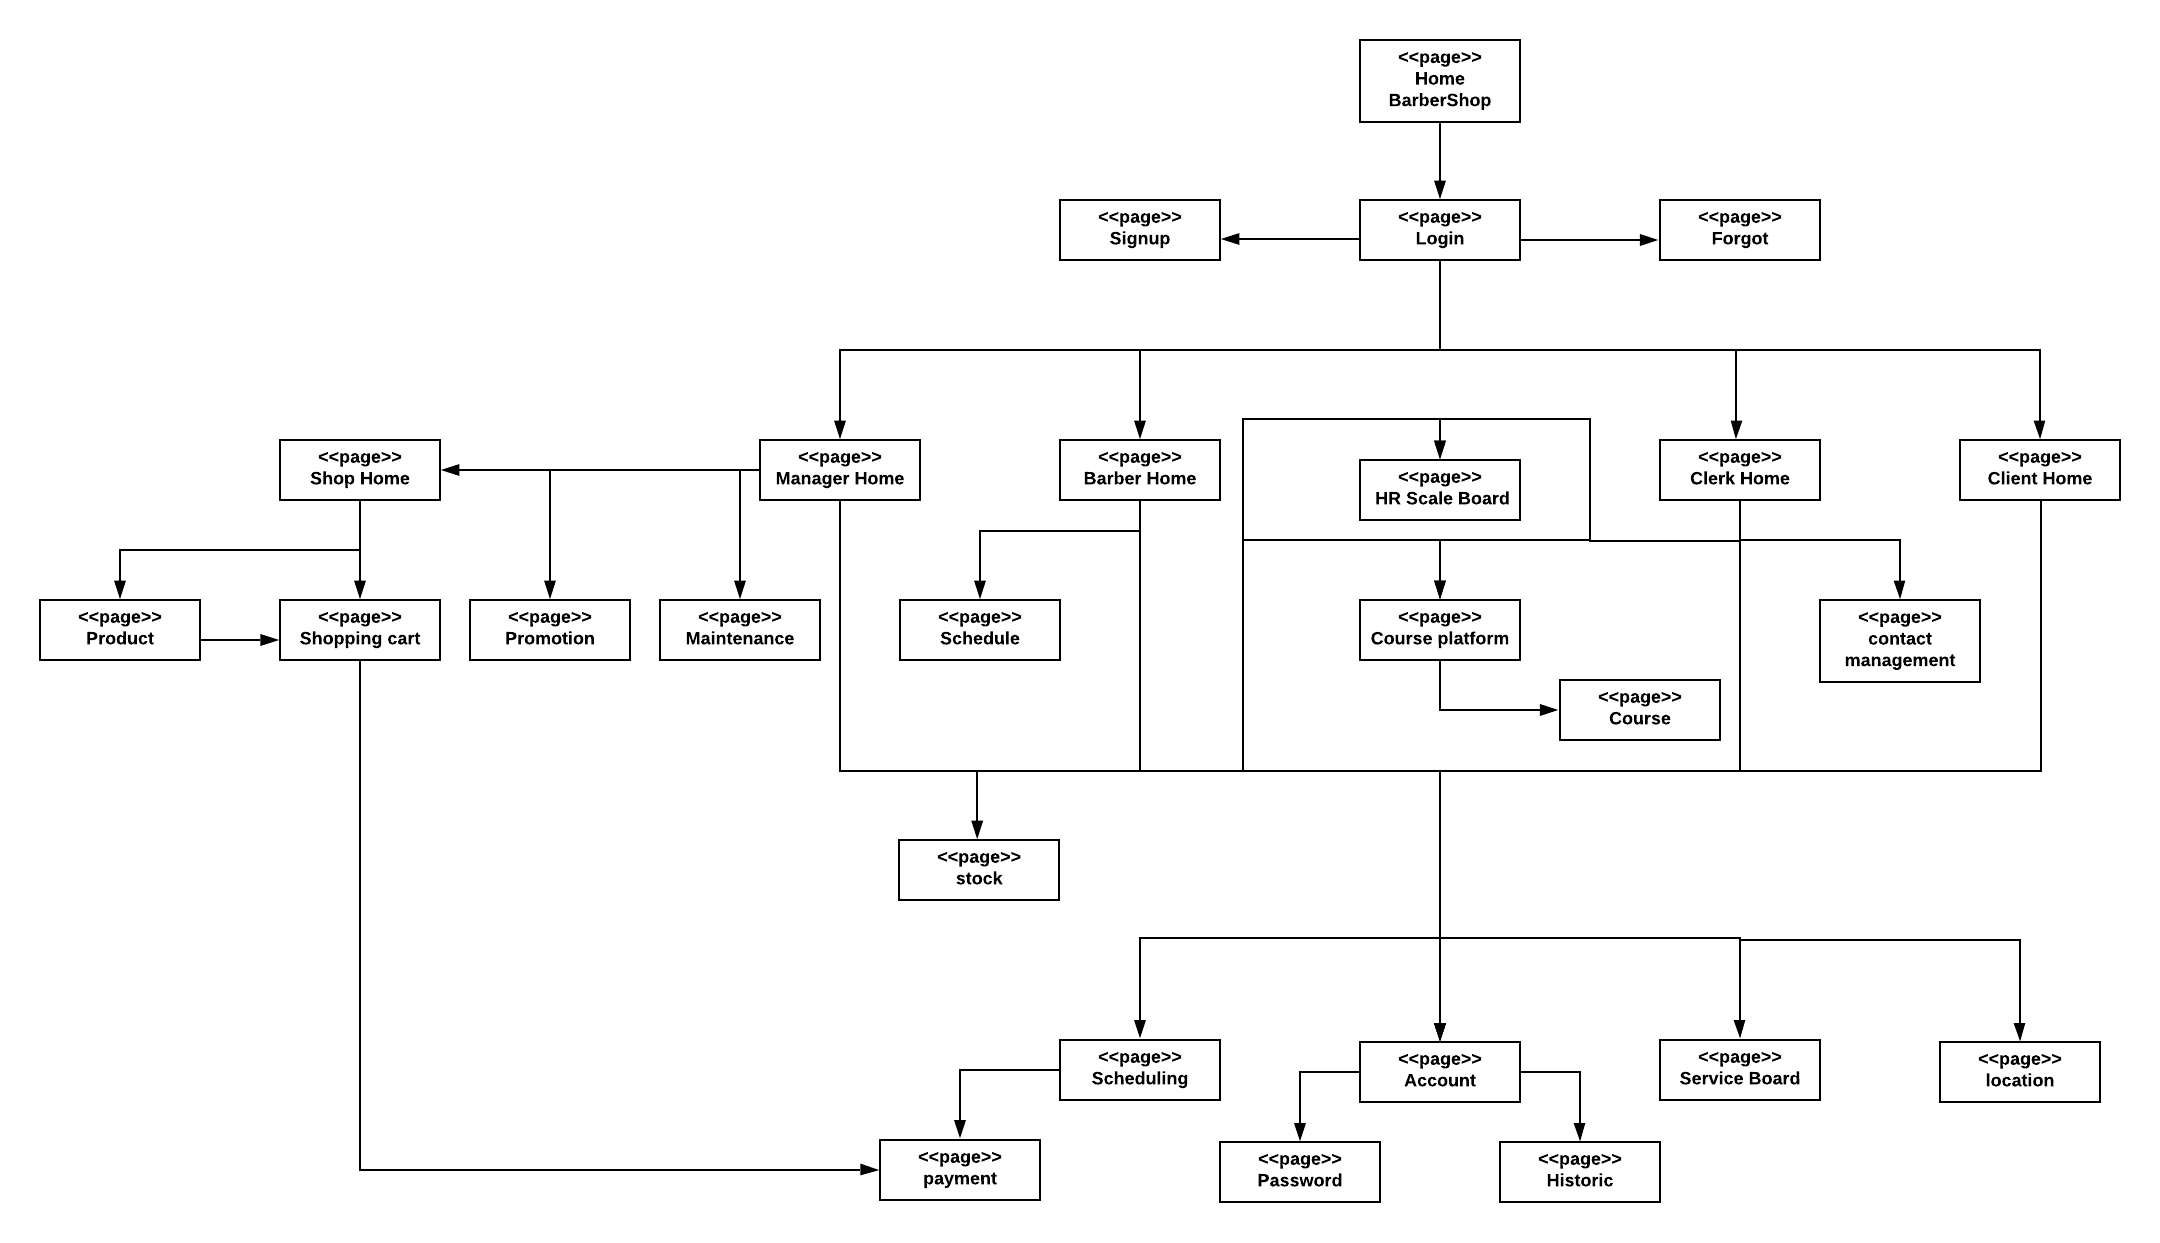 <<page>>
Home
BarberShop
<<page>>
Signup
<<page>>
Login
<<page>>
Forgot
<<page>>
Shop Home
<<page>>
Manager Home
<<page>>
Barber Home
<<page>>
HR Scale Board
<<page>>
Clerk Home
<<page>>
Client Home
<<page>>
Product
<<page>>
Shopping cart
<<page>>
Promotion
<<page>>
Maintenance
<<page>>
Schedule
<<page>>
Course platform
<<page>>
contact
management
<<page>>
Course
<<page>>
stock
<<page>>
Scheduling
<<page>>
Account
<<page>>
Service Board
<<page>>
location
<<page>>
payment
<<page>>
Password
<<page>>
Historic